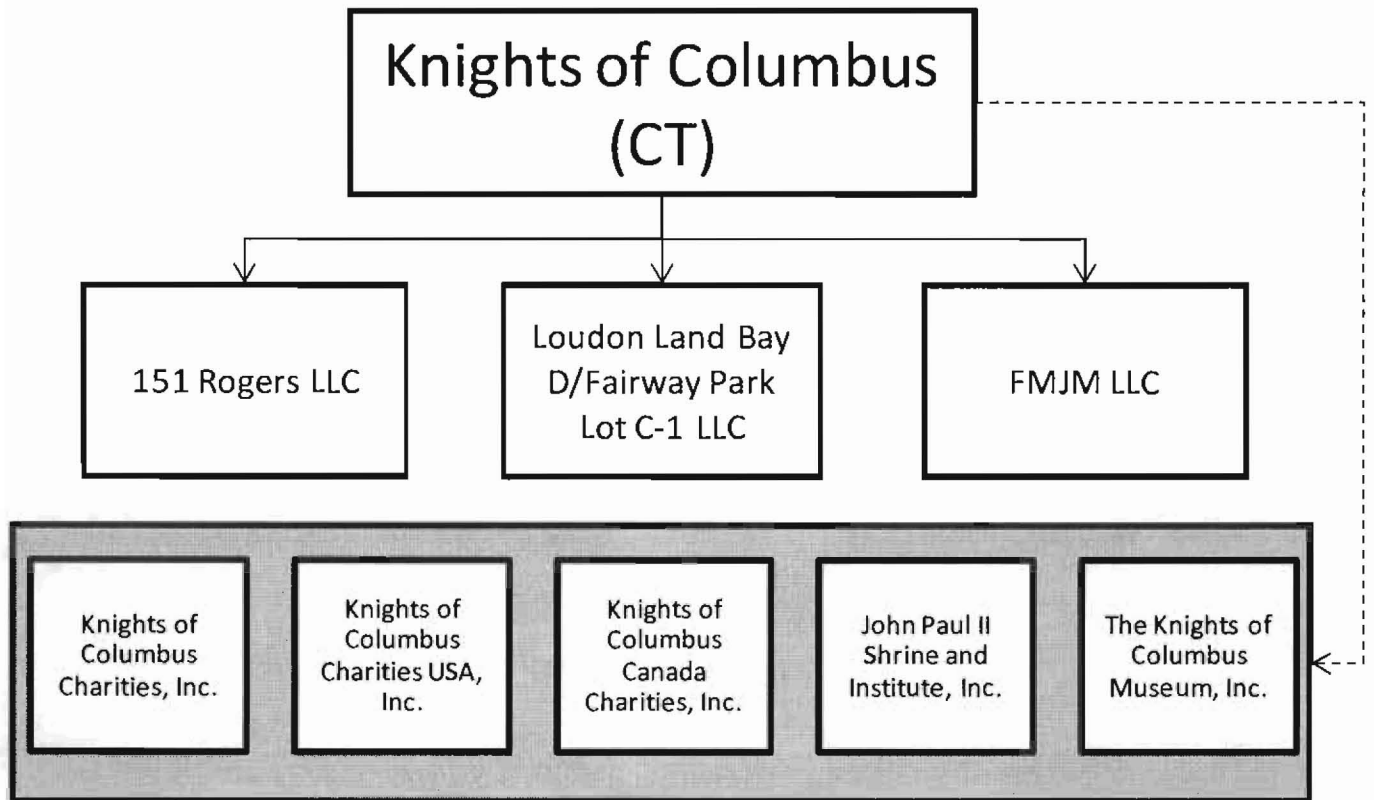 Knights of Columbus
(CT)
151 Rogers LLC
Loudon Land Bay
D/Fairway Park
Lot C-1 LLC
FMJM LLC
Knights of
Columbus
Charities, Inc.
Knights of
Columbus
Charities USA,
Inc.
Knights of
Columbus
Canada
Charities, Inc.
John Paul II
Shrine and
Institute, Inc.
The Knights of
Columbus
Museum, Inc.